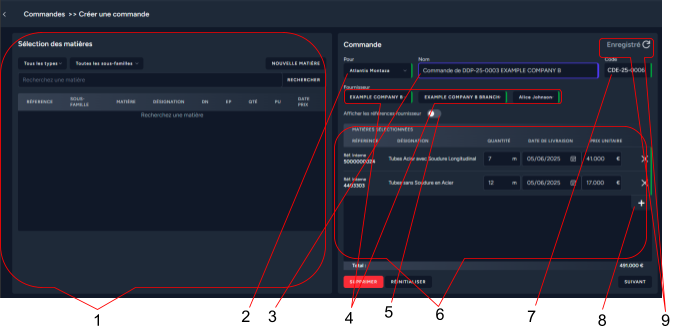 Commandes >> Créer une commande
Sélection des matières
Tous les types
Toutes les sous-familles
NOUVELLE MATIÈRE
Recherchez une matière
RECHERCHER
RÉFÉRENCE
SOUS-FAMILLE
MATIÈRE
DÉSIGNATION
DN
EP
QTÉ
PU
DATE PRIX
Recherchez une matière
Commande
Enregistré
Pour
Nom
Code
Atlantis Montaza
Commande de DDP-25-0003 EXAMPLE COMPANY B
CDE-25-0006
Fournisseur
EXAMPLE COMPANY B
EXAMPLE COMPANY B BRANCH
Alice Johnson
Afficher les références fournisseur
MATIÈRES SÉLECTIONNÉES
RÉFÉRENCE
DÉSIGNATION
QUANTITÉ
DATE DE LIVRAISON
PRIX UNITAIRE
Réf. Interne
Tubes Acier avec Soudure Longitudinal
7
m
05/06/2025
41.000
€
Réf. Interne
4493303
Tubes sans Soudure en Acier
12
m
05/06/2025
17.000
€
+
Total :
491.000 €
SUPPRIMER
RÉINITIALISER
SUIVANT
1
2
3
4
5
6
7
8
9